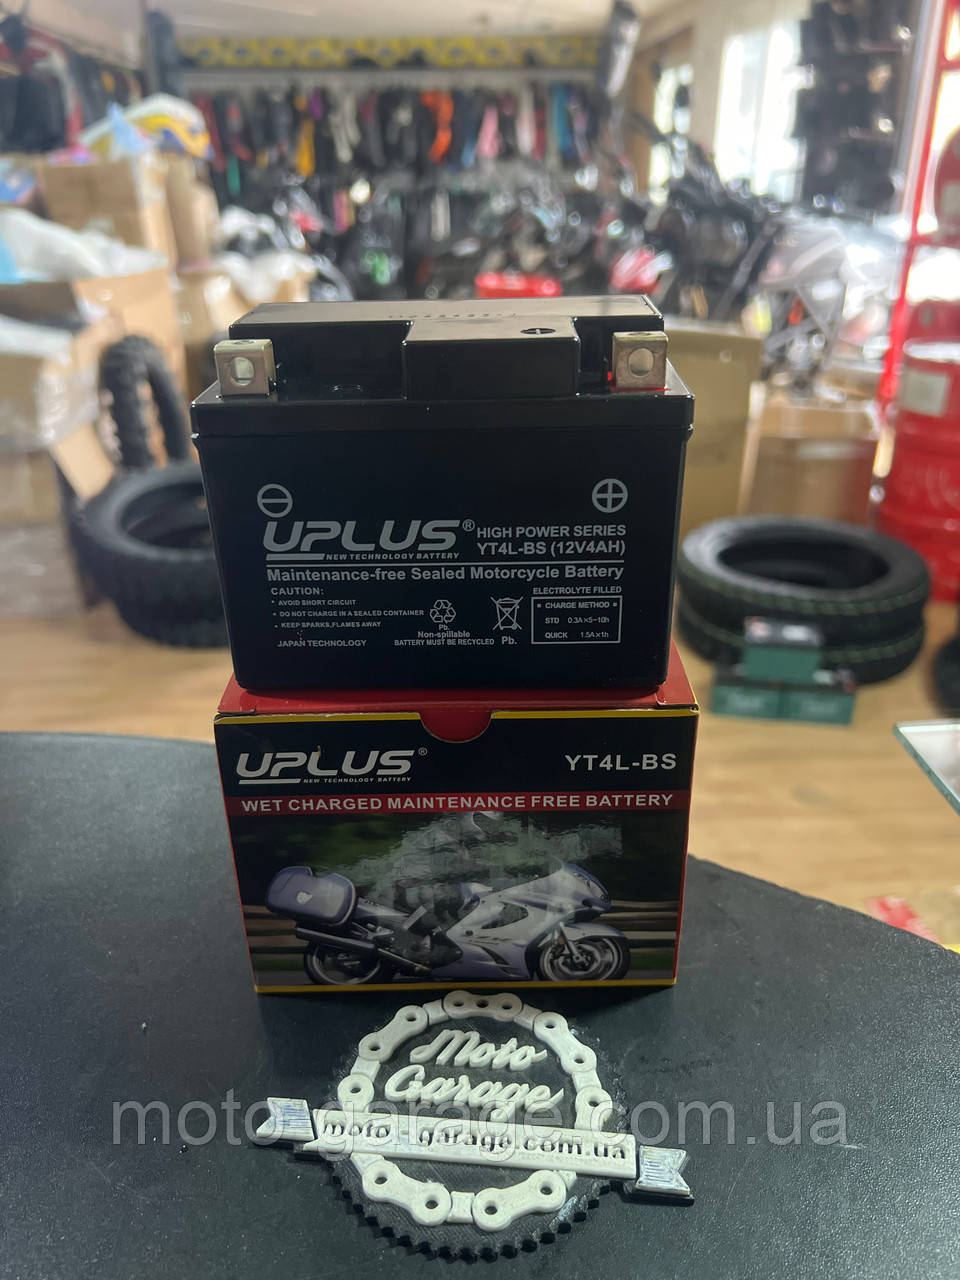 UPLUS®
NEW TECHNOLOGY BATTERY
HIGH POWER SERIES
YT4L-BS (12V4AH)
Maintenance-free Sealed Motorcycle Battery
CAUTION:
• AVOID SHORT CIRCUIT
• DO NOT CHARGE IN A SEALED CONTAINER
• KEEP SPARKS,FLAMES AWAY
JAPAN TECHNOLOGY
Pb.
Non-spillable
BATTERY MUST BE RECYCLED
Pb.
ELECTROLYTE FILLED
CHARGE METHOD
STD 0.3A×5~10h
QUICK 1.5A×1h
UPLUS®
NEW TECHNOLOGY BATTERY
YT4L-BS
WET CHARGED MAINTENANCE FREE BATTERY
Moto
Garage
moto-garage.com.ua
moto-garage.com.ua